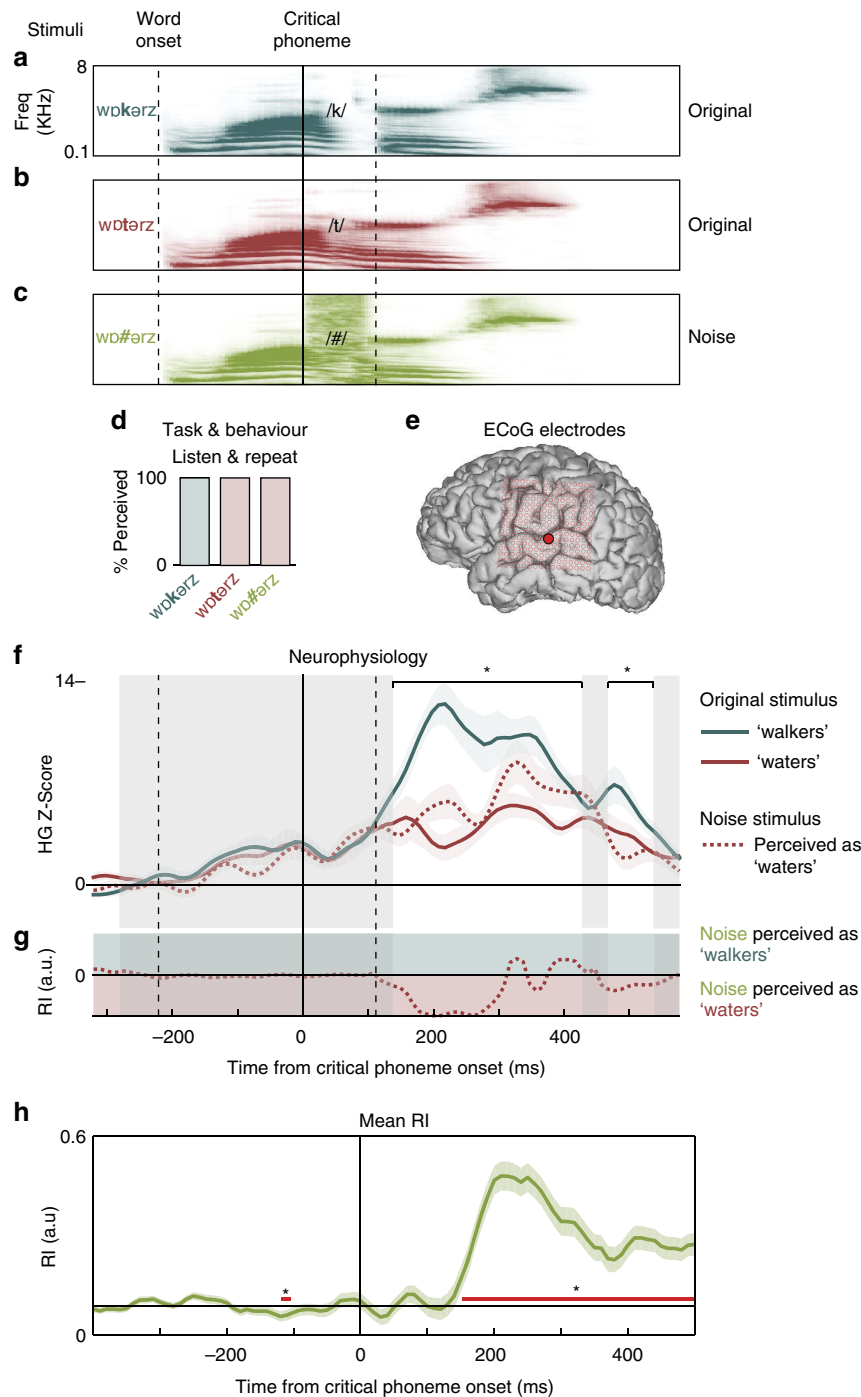 Stimuli
Word onset
Critical phoneme
a
8
Freq (KHz)
0.1
wɒkərz
/k/
Original
b
wɒtərz
/t/
Original
c
wɒ#ərz
/#/
Noise
d
Task & behaviour
Listen & repeat
100
% Perceived
0
wɒkərz
wɒtərz
wɒ#ərz
e
ECoG electrodes
f
Neurophysiology
14–
HG Z-Score
0
*
*
Original stimulus
'walkers'
'waters'
Noise stimulus
Perceived as 'waters'
g
RI (a.u.)
0
Noise perceived as 'walkers'
Noise perceived as 'waters'
–200
0
200
400
Time from critical phoneme onset (ms)
h
Mean RI
0.6
RI (a.u)
0
*
*
–200
0
200
400
Time from critical phoneme onset (ms)